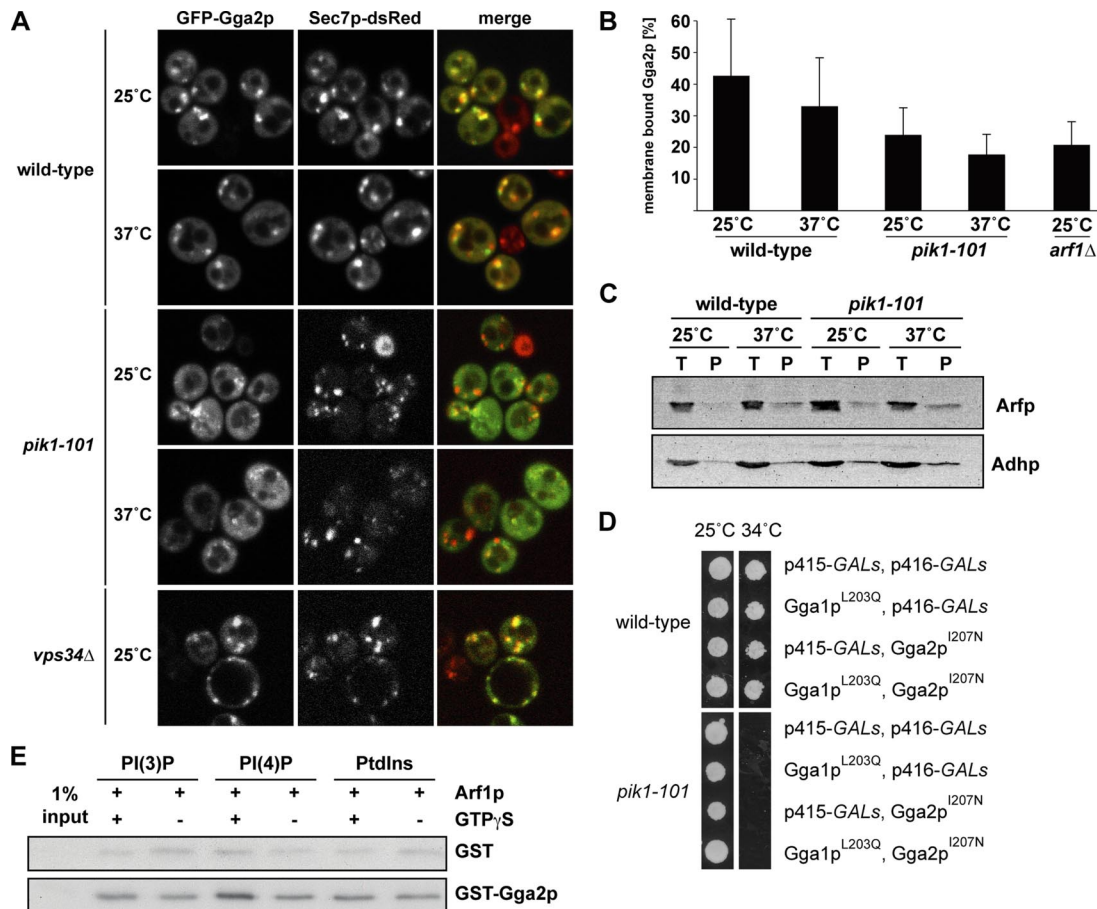 A
GFP-Gga2p Sec7p-dsRed merge
wild-type
25˚C
37˚C
pik1-101
25˚C
37˚C
vps34Δ 25˚C
B
membrane bound Gga2p [%]
60
50
40
30
20
10
25˚C 37˚C 25˚C 37˚C 25˚C
wild-type pik1-101 arf1Δ
C
wild-type pik1-101
25˚C 37˚C 25˚C 37˚C
T P T P T P T P
Arfp
Adhp
D
25˚C 34˚C
wild-type
p415-GALs, p416-GALs
Gga1pL203Q, p416-GALs
p415-GALs, Gga2pI207N
Gga1pL203Q, Gga2pI207N
pik1-101
p415-GALs, p416-GALs
Gga1pL203Q, p416-GALs
p415-GALs, Gga2pI207N
Gga1pL203Q, Gga2pI207N
E
PI(3)P PI(4)P PtdIns
1% input
+ + + + + + Arf1p
+ - + - + - GTPγS
GST
GST-Gga2p